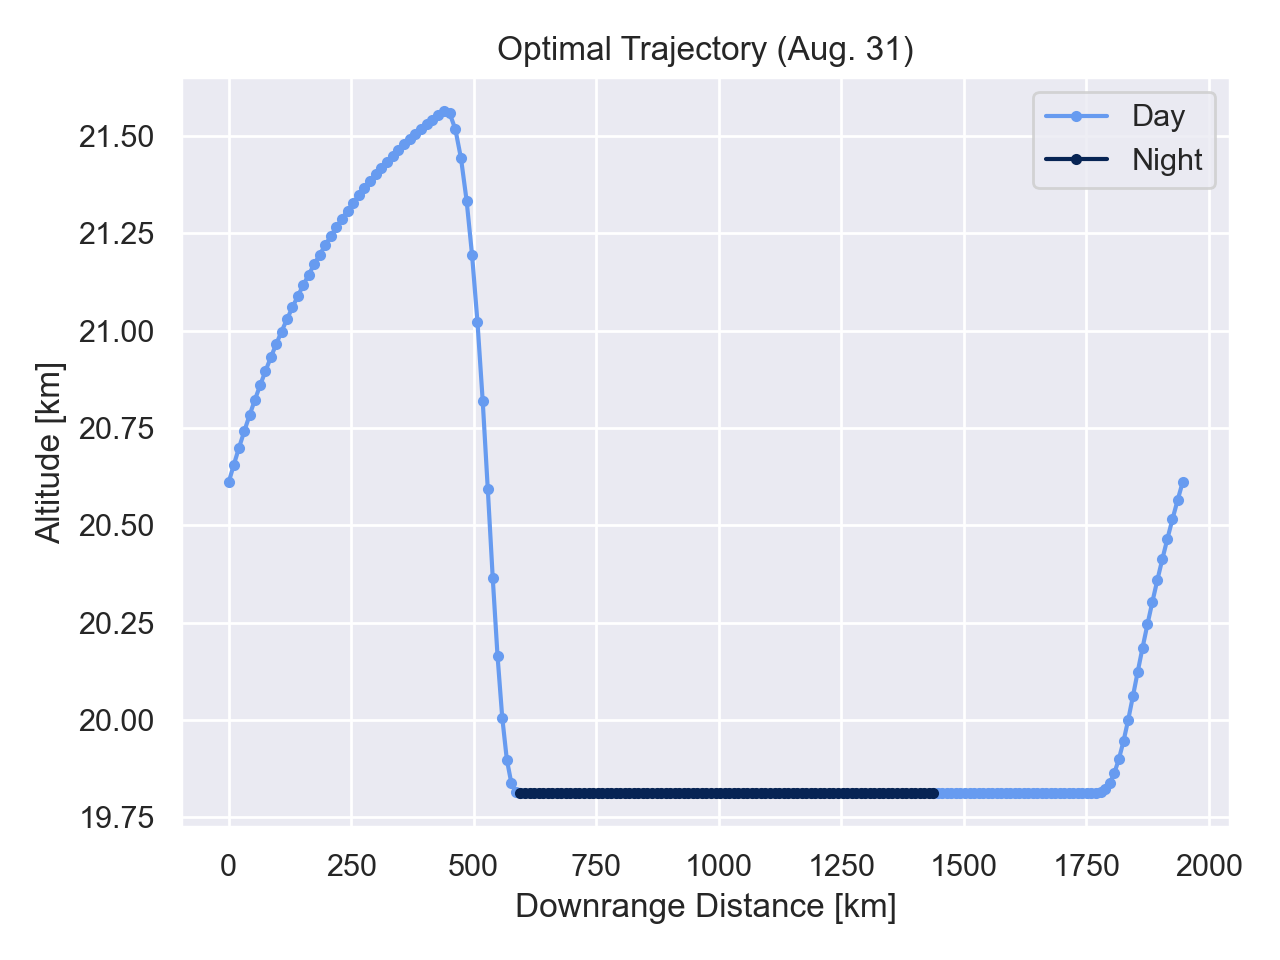 Optimal Trajectory (Aug. 31)
Day
Night
21.50
21.25
21.00
20.75
20.50
20.25
20.00
19.75
Altitude [km]
0 250 500 750 1000 1250 1500 1750 2000
Downrange Distance [km]